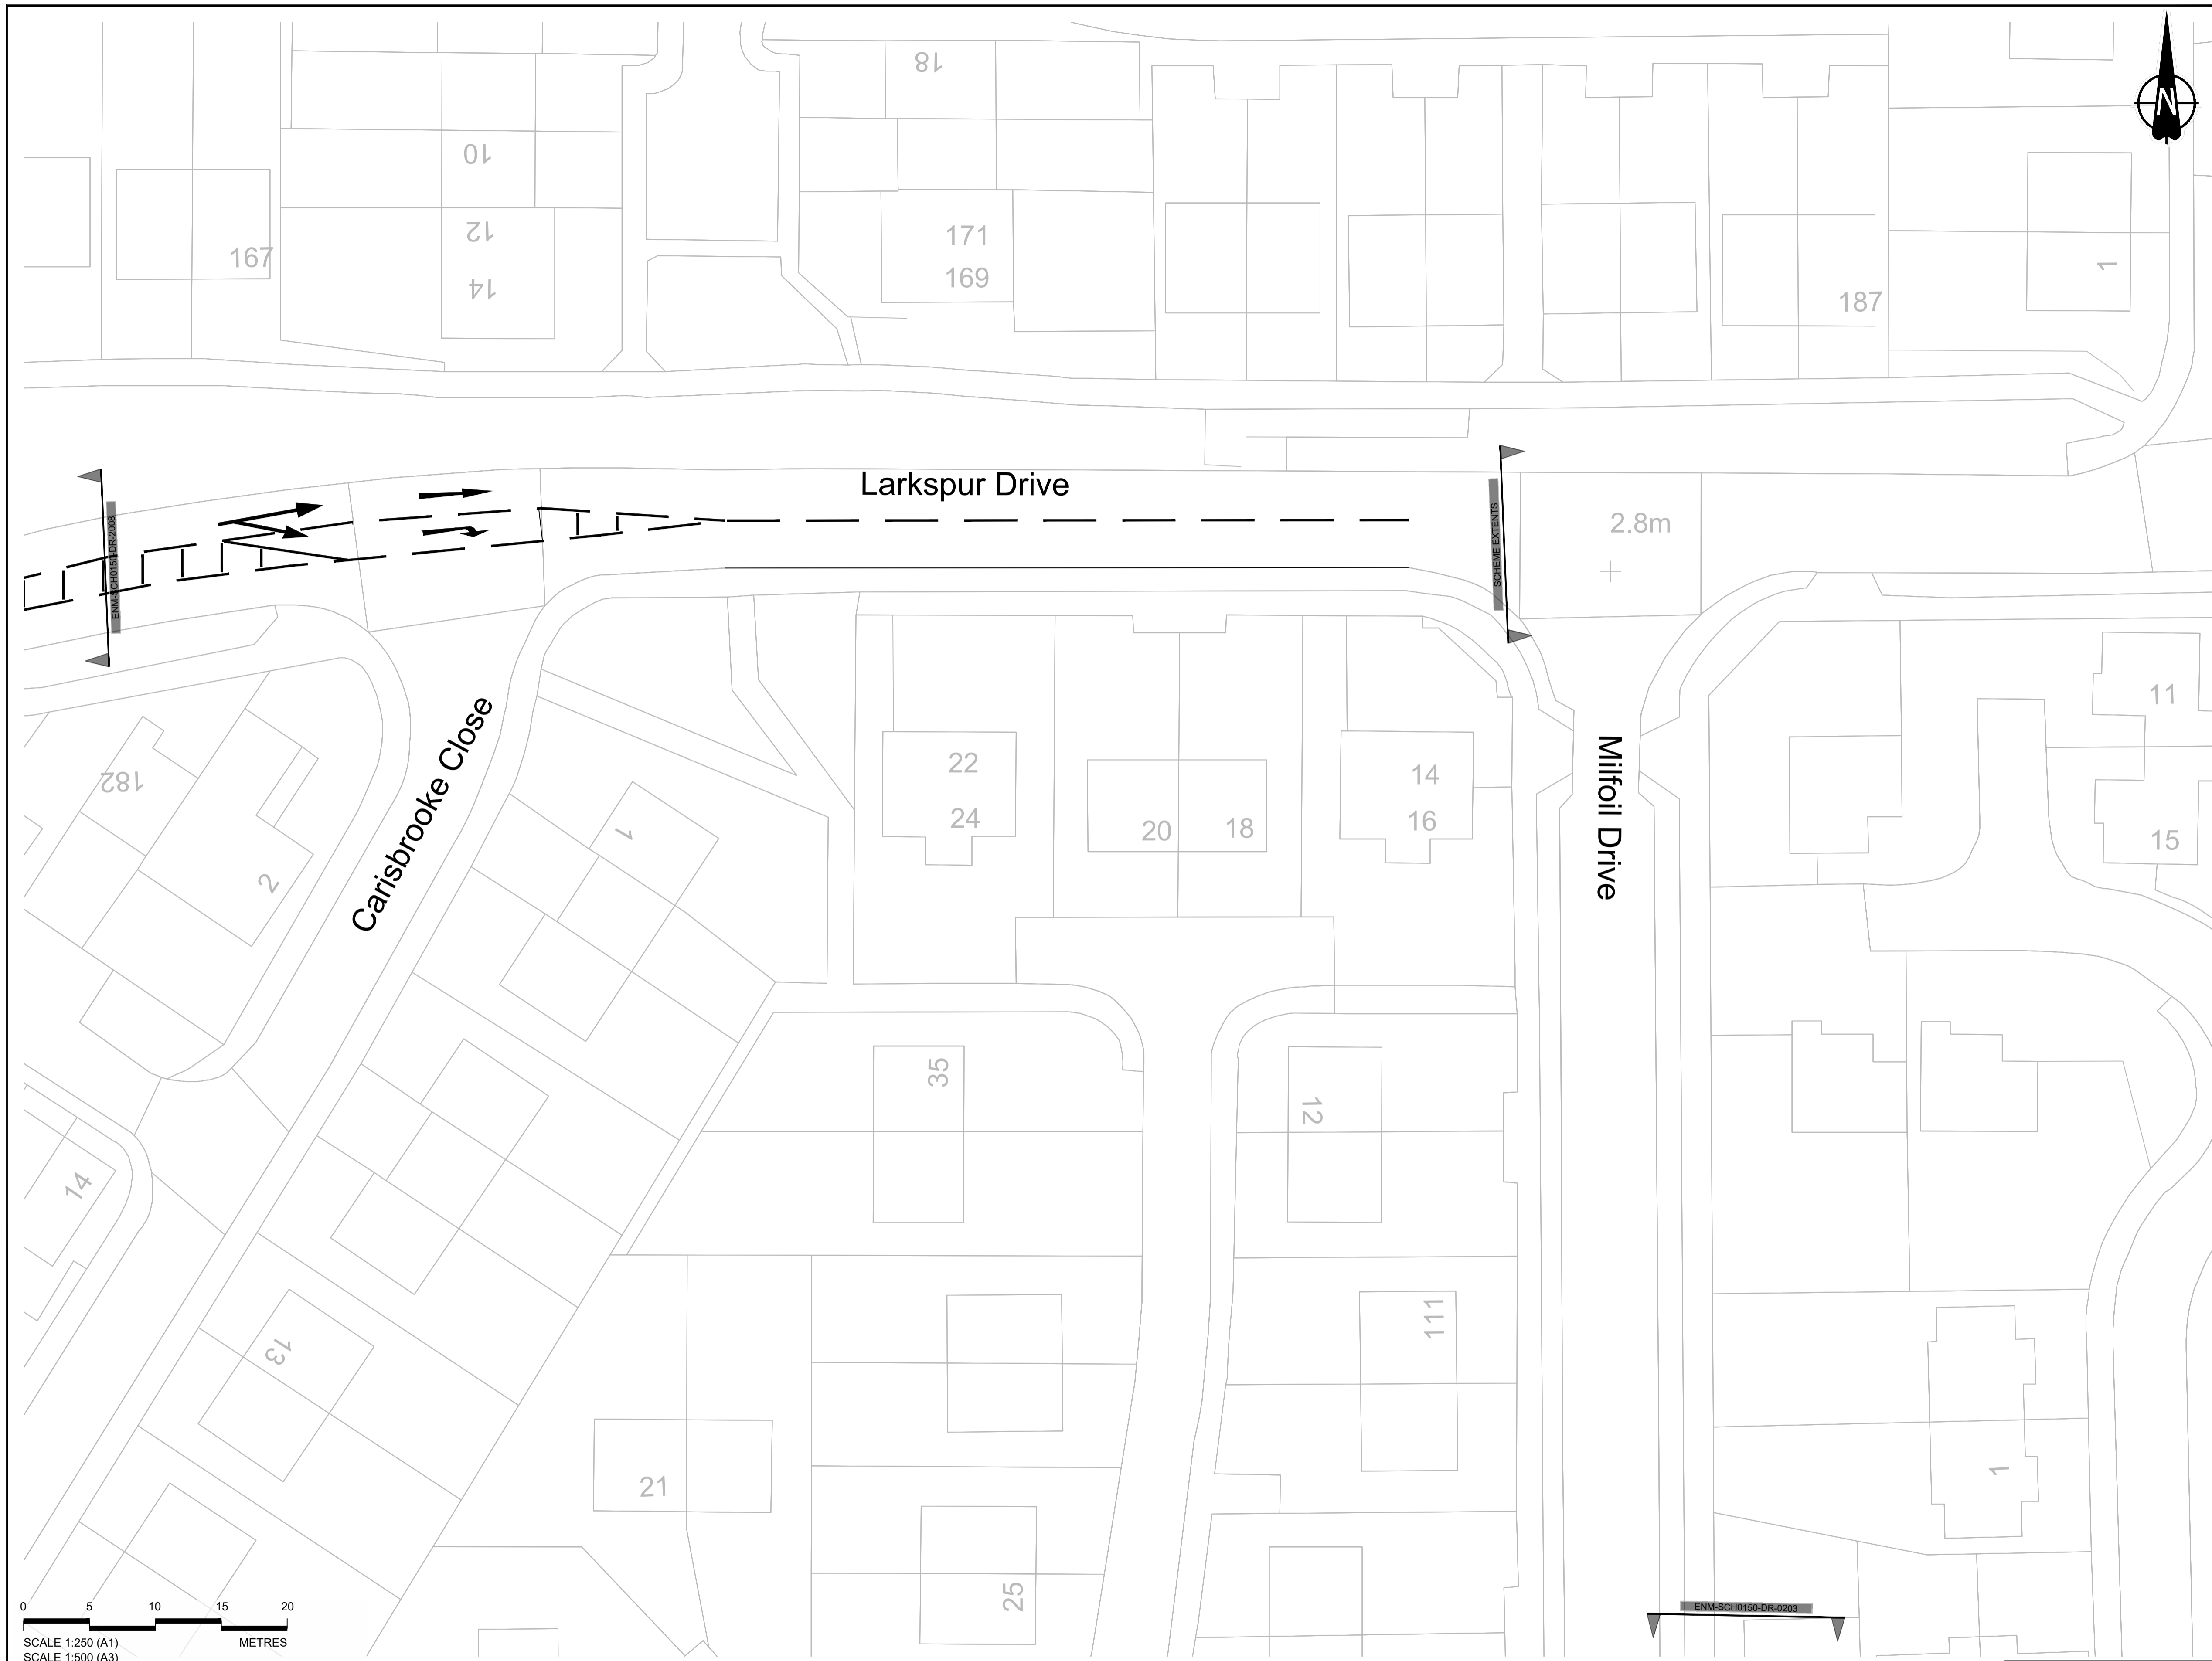 N
18
10
12
14
171
169
167
187
1
Larkspur Drive
2.8m
ENM-SCH0150-DR-2008
SCHEME EXTENTS
Carisbrooke Close
Milfoil Drive
182
2
1
22
24
20
18
14
16
11
15
14
35
12
13
111
21
25
1
0 5 10 15 20
SCALE 1:250 (A1) METRES
SCALE 1:500 (A3)
ENM-SCH0150-DR-0203